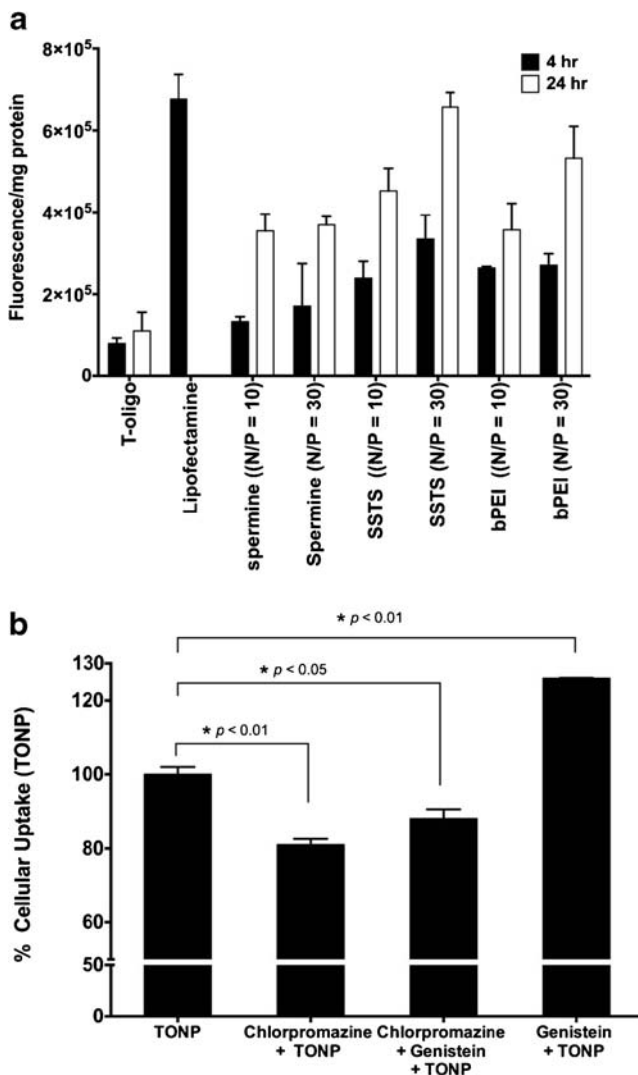 a
Fluorescence/mg protein
8×10⁵
6×10⁵
4×10⁵
2×10⁵
0
4 hr
24 hr
T-oligo
Lipofectamine
spermine ((N/P = 10)
Spermine (N/P = 30)
SSTS ((N/P = 10)
SSTS (N/P = 30)
bPEI ((N/P = 10)
bPEI (N/P = 30)
b
% Cellular Uptake (TONP)
* p < 0.01
* p < 0.05
* p < 0.01
130
120
100
80
60
50
0
TONP
Chlorpromazine
+ TONP
Chlorpromazine
+ Genistein
+ TONP
Genistein
+ TONP